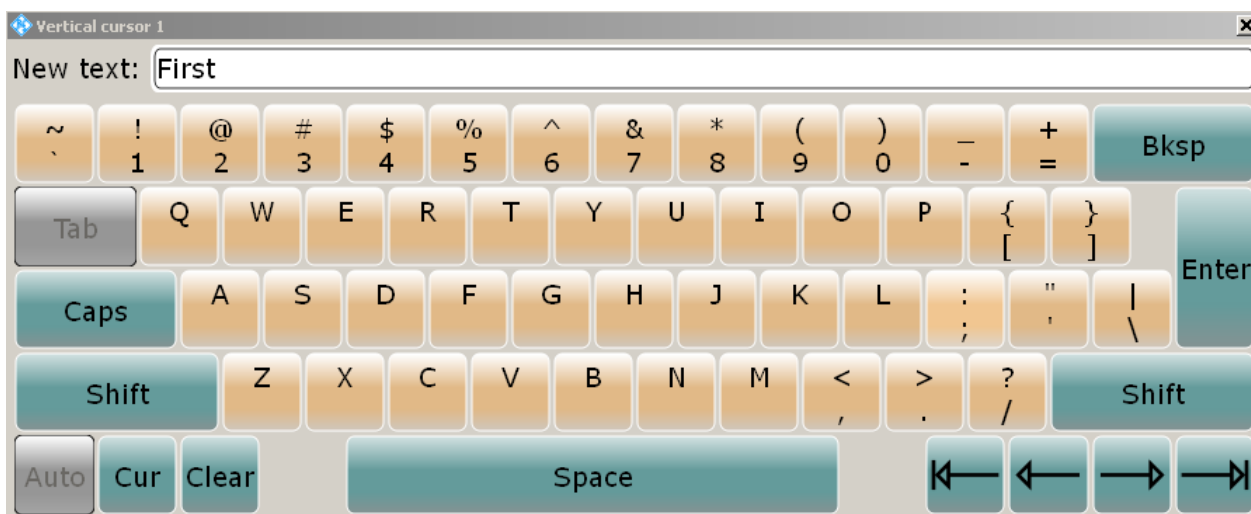 Vertical cursor 1
New text: First
~ ! @ # $ % ^ & * ( ) _ + Bksp
` 1 2 3 4 5 6 7 8 9 0 - =
Tab Q W E R T Y U I O P { }
[ ]
Enter
Caps A S D F G H J K L : " |
; ' \
Shift Z X C V B N M < > ? Shift
, . /
Auto Cur Clear Space